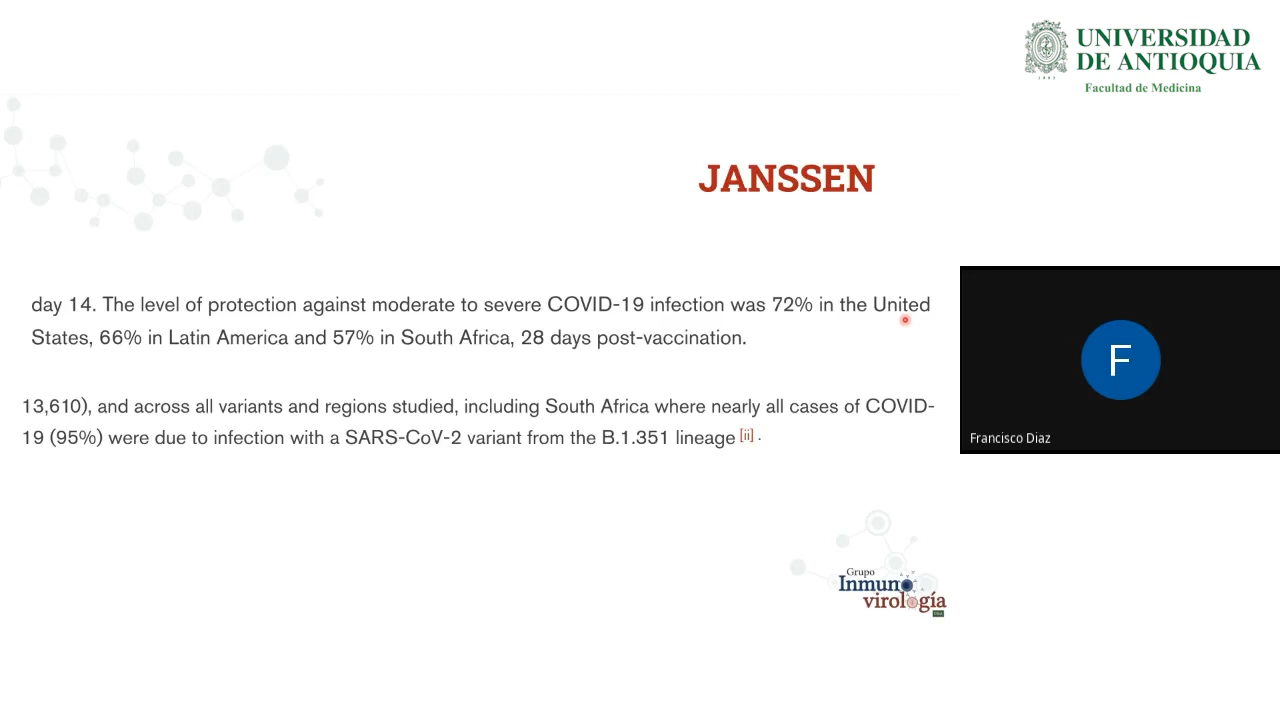 UNIVERSIDAD
DE ANTIOQUIA
1803
Facultad de Medicina
JANSSEN
day 14. The level of protection against moderate to severe COVID-19 infection was 72% in the United
States, 66% in Latin America and 57% in South Africa, 28 days post-vaccination.
13,610), and across all variants and regions studied, including South Africa where nearly all cases of COVID-
19 (95%) were due to infection with a SARS-CoV-2 variant from the B.1.351 lineage [ii] .
F
Francisco Diaz
Grupo
Inmuno
virología